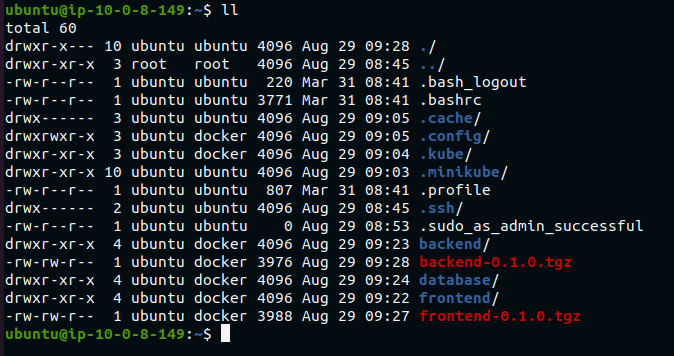 ubuntu@ip-10-0-8-149:~$ ll
total 60
drwxr-x--- 10 ubuntu ubuntu 4096 Aug 29 09:28 ./
drwxr-xr-x  3 root   root   4096 Aug 29 08:45 ../
-rw-r--r--  1 ubuntu ubuntu  220 Mar 31 08:41 .bash_logout
-rw-r--r--  1 ubuntu ubuntu 3771 Mar 31 08:41 .bashrc
drwx------  3 ubuntu ubuntu 4096 Aug 29 09:05 .cache/
drwxrwxr-x  3 ubuntu docker 4096 Aug 29 09:05 .config/
drwxr-xr-x  3 ubuntu docker 4096 Aug 29 09:04 .kube/
drwxr-xr-x 10 ubuntu ubuntu 4096 Aug 29 09:03 .minikube/
-rw-r--r--  1 ubuntu ubuntu  807 Mar 31 08:41 .profile
drwx------  2 ubuntu ubuntu 4096 Aug 29 08:45 .ssh/
-rw-r--r--  1 ubuntu ubuntu    0 Aug 29 08:53 .sudo_as_admin_successful
drwxr-xr-x  4 ubuntu docker 4096 Aug 29 09:23 backend/
-rw-rw-r--  1 ubuntu docker 3976 Aug 29 09:28 backend-0.1.0.tgz
drwxr-xr-x  4 ubuntu docker 4096 Aug 29 09:24 database/
drwxr-xr-x  4 ubuntu docker 4096 Aug 29 09:22 frontend/
-rw-rw-r--  1 ubuntu docker 3988 Aug 29 09:27 frontend-0.1.0.tgz
ubuntu@ip-10-0-8-149:~$